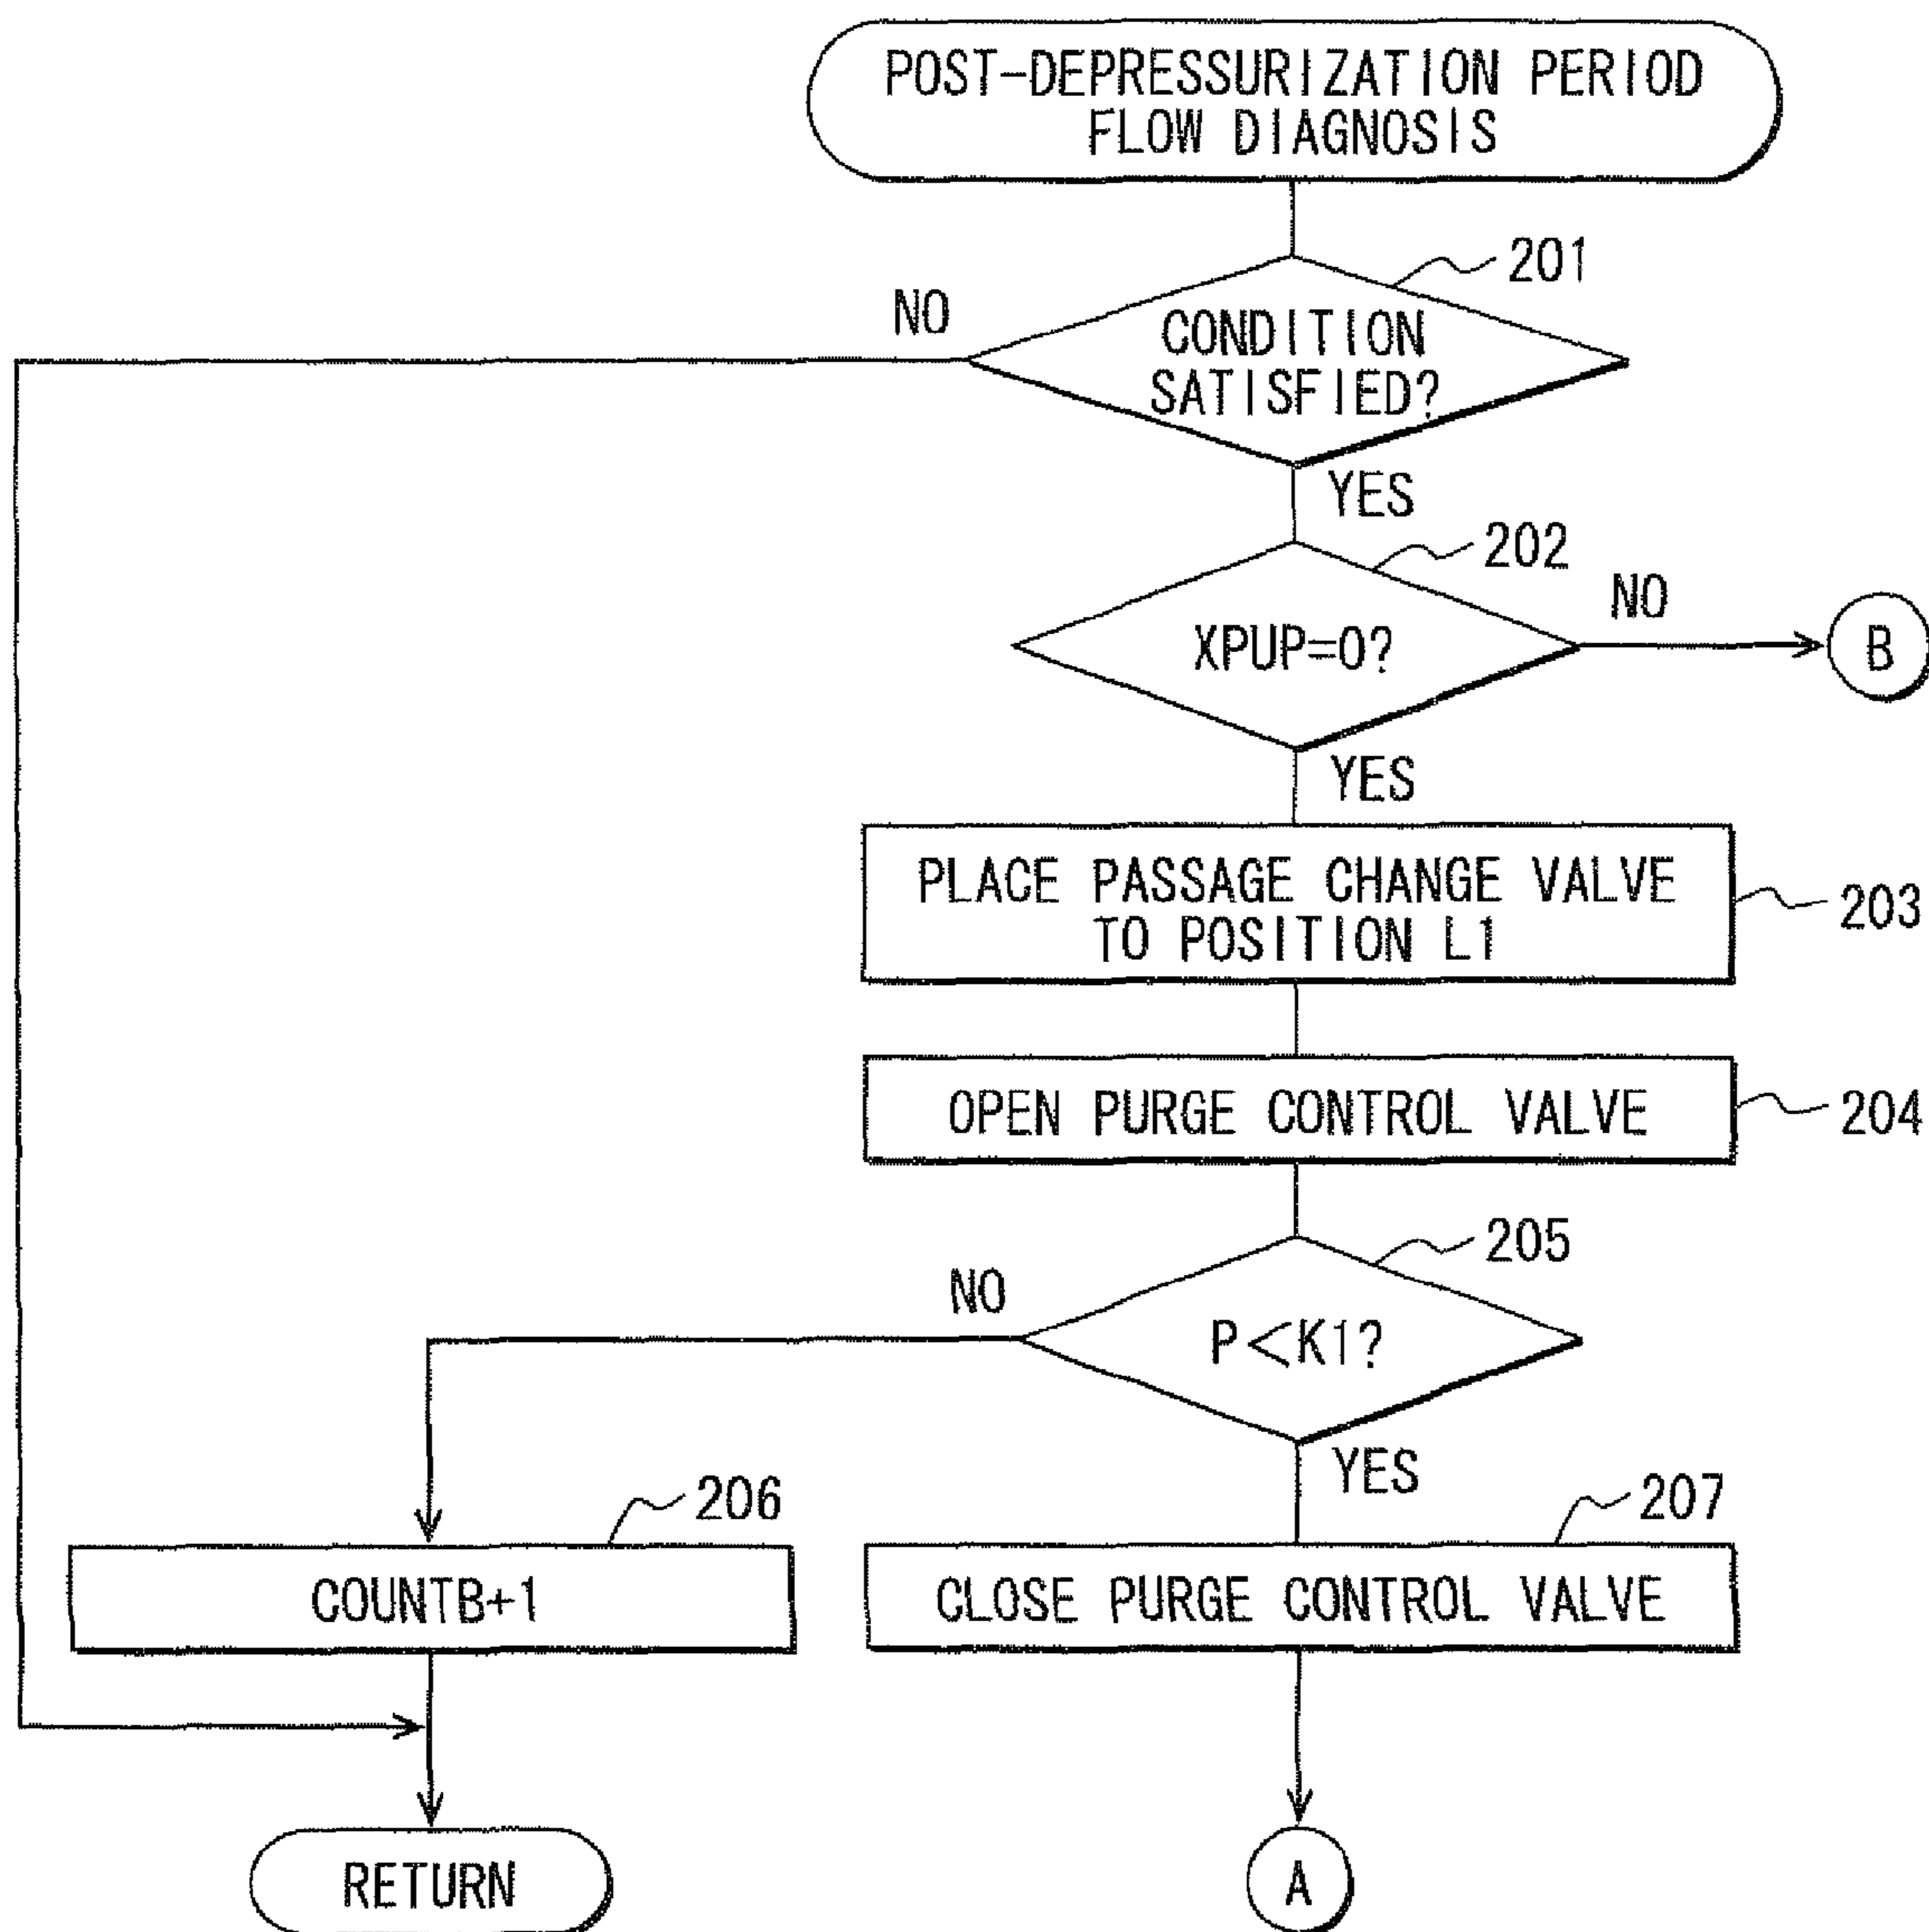 POST-DEPRESSURIZATION PERIOD
FLOW DIAGNOSIS
201
NO
CONDITION
SATISFIED?
YES
202
NO
XPUP=0?
B
YES
PLACE PASSAGE CHANGE VALVE
TO POSITION L1
203
OPEN PURGE CONTROL VALVE
204
205
NO
P<K1?
YES
206
207
COUNTB+1
CLOSE PURGE CONTROL VALVE
RETURN
A